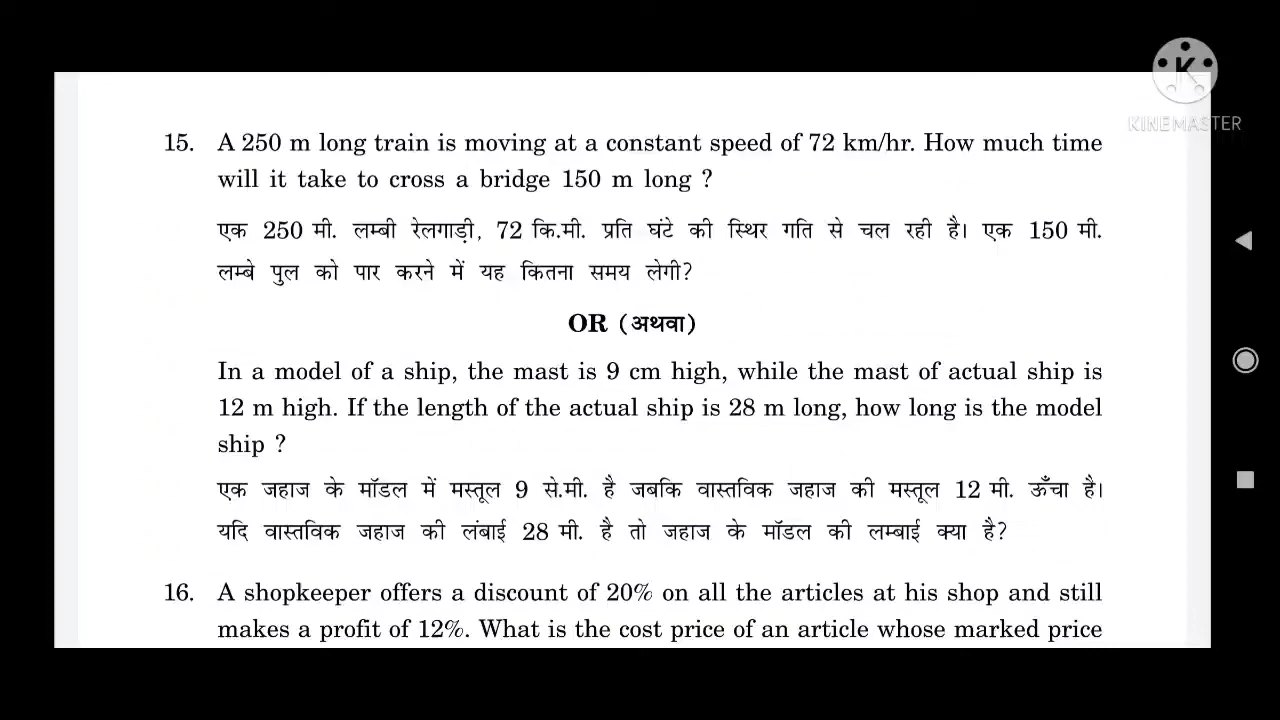 KINEMASTER
15. A 250 m long train is moving at a constant speed of 72 km/hr. How much time
will it take to cross a bridge 150 m long ?
एक 250 मी. लम्बी रेलगाड़ी, 72 कि.मी. प्रति घंटे की स्थिर गति से चल रही है। एक 150 मी.
लम्बे पुल को पार करने में यह कितना समय लेगी?
OR (अथवा)
In a model of a ship, the mast is 9 cm high, while the mast of actual ship is
12 m high. If the length of the actual ship is 28 m long, how long is the model
ship ?
एक जहाज के मॉडल में मस्तूल 9 से.मी. है जबकि वास्तविक जहाज की मस्तूल 12 मी. ऊँचा है।
यदि वास्तविक जहाज की लंबाई 28 मी. है तो जहाज के मॉडल की लम्बाई क्या है?
16. A shopkeeper offers a discount of 20% on all the articles at his shop and still
makes a profit of 12%. What is the cost price of an article whose marked price